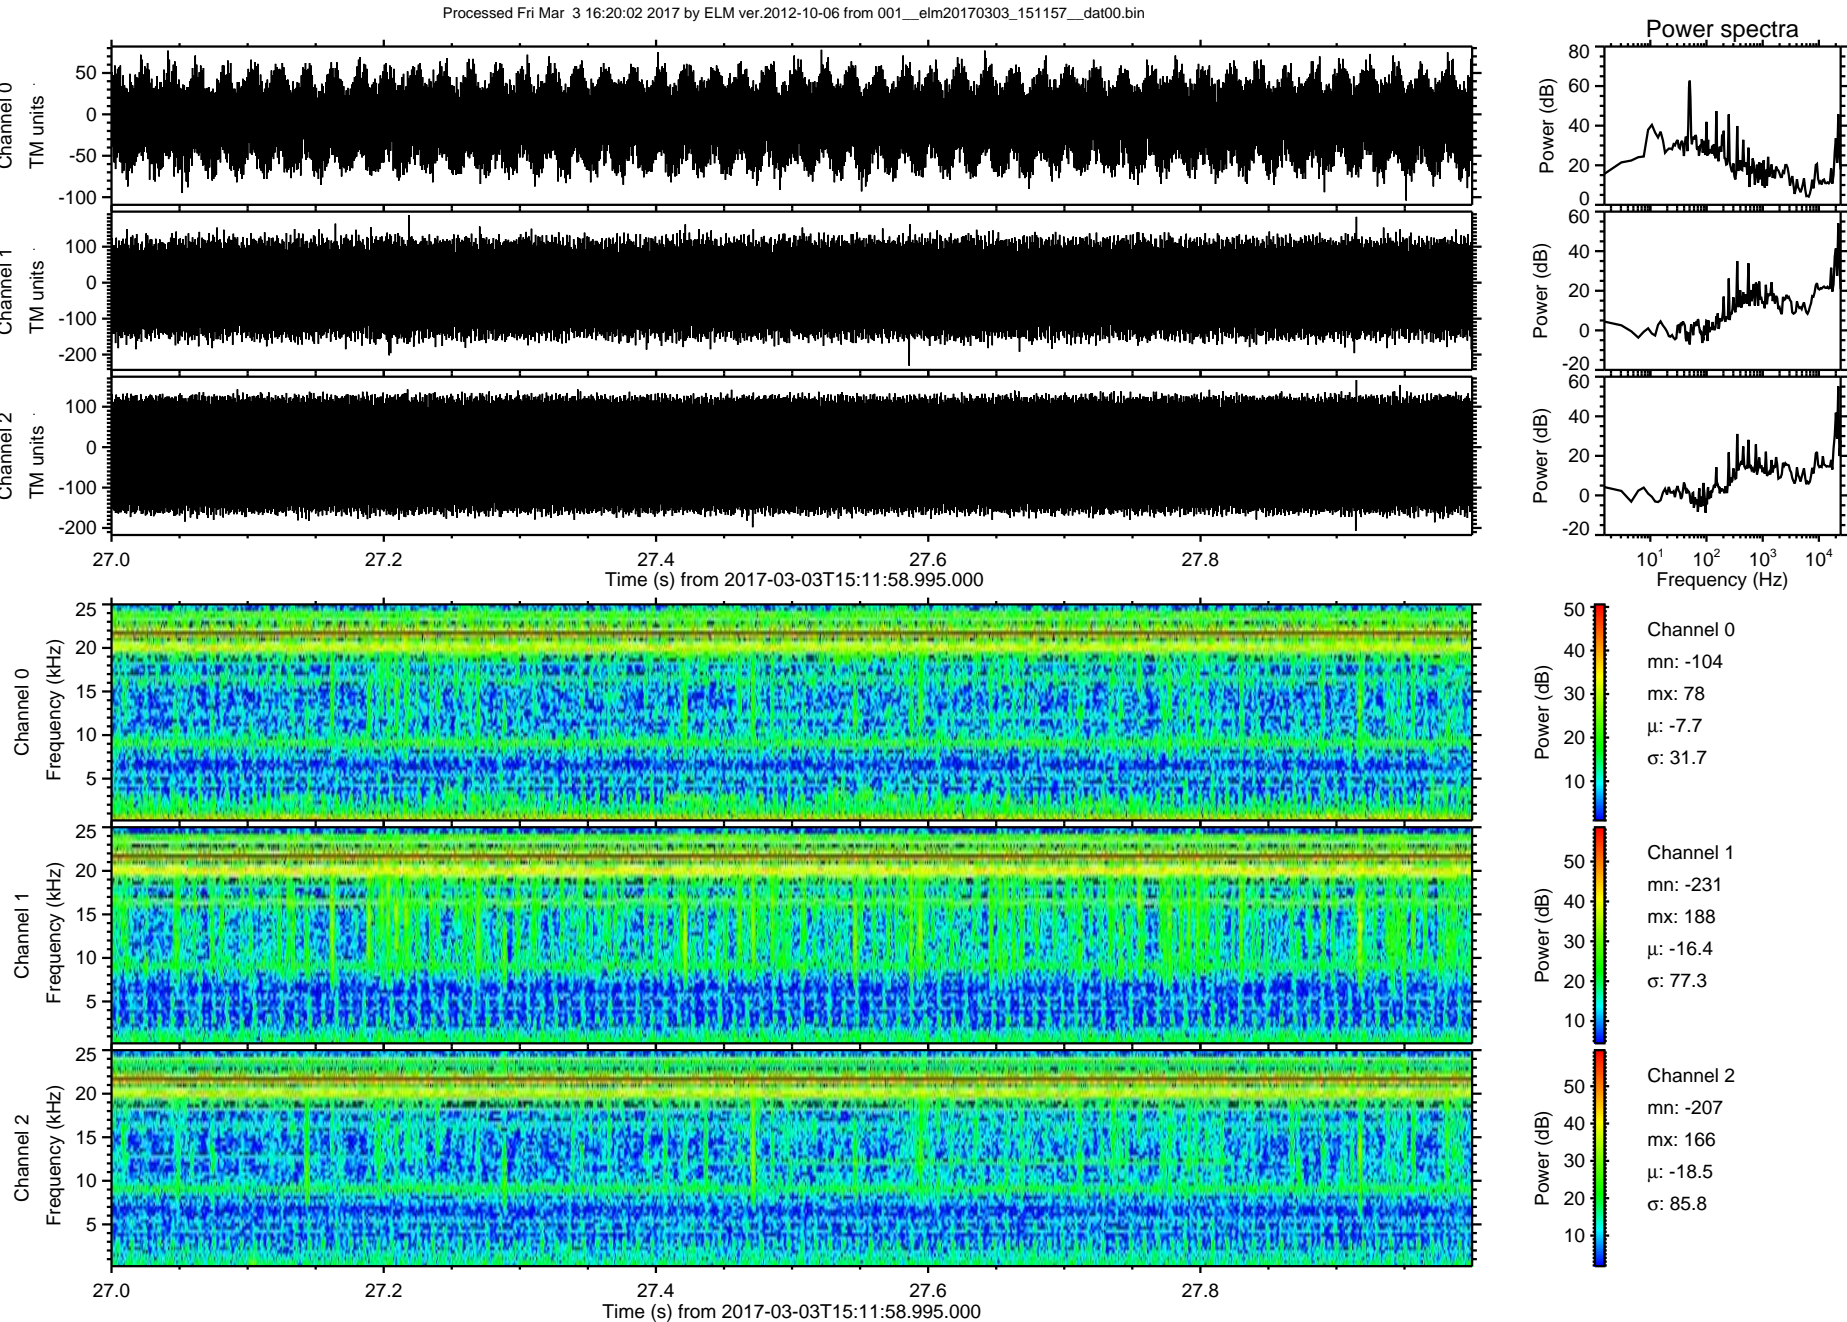 Processed Fri Mar 3 16:20:02 2017 by ELM ver.2012-10-06 from 001__elm20170303_151157__dat00.bin
Power spectra
Channel 0
TM units
50
0
-50
-100
Power (dB)
80
60
40
20
0
Channel 1
TM units
100
0
-100
-200
Power (dB)
60
40
20
0
-20
Channel 2
TM units
100
0
-100
-200
Power (dB)
60
40
20
0
-20
27.0 27.2 27.4 27.6 27.8
Time (s) from 2017-03-03T15:11:58.995.000
10¹ 10² 10³ 10⁴
Frequency (Hz)
Channel 0
Frequency (kHz)
25
20
15
10
5
Power (dB)
50
40
30
20
10
Channel 0
mn: -104
mx: 78
μ: -7.7
σ: 31.7
Channel 1
Frequency (kHz)
25
20
15
10
5
Power (dB)
50
40
30
20
10
Channel 1
mn: -231
mx: 188
μ: -16.4
σ: 77.3
Channel 2
Frequency (kHz)
25
20
15
10
5
Power (dB)
50
40
30
20
10
Channel 2
mn: -207
mx: 166
μ: -18.5
σ: 85.8
27.0 27.2 27.4 27.6 27.8
Time (s) from 2017-03-03T15:11:58.995.000